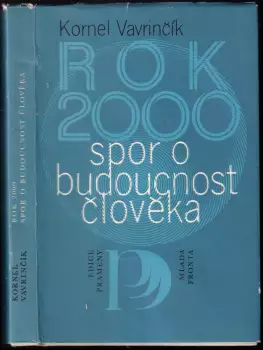 Kornel Vavrinčík
ROK
2000
spor o
budoucnost
člověka
EDICE
PRAMENY
MLADÁ
FRONTA
KORNEL
VAVRINČÍK
ROK 2000
SPOR O BUDOUCNOST ČLOVĚKA